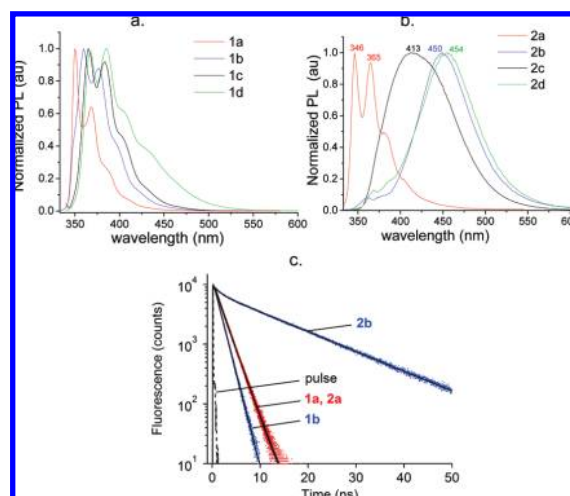 a.
Normalized PL (au)
1.0
0.8
0.6
0.4
0.2
0.0
1a
1b
1c
1d
350 400 450 500 550 600
wavelength (nm)
b.
Normalized PL (au)
1.0
0.8
0.6
0.4
0.2
0.0
346 365 413 450 454
2a
2b
2c
2d
350 400 450 500 550 600
wavelength (nm)
c.
Fluorescence (counts)
10⁴
10³
10²
10¹
2b
pulse
1a, 2a
1b
0 10 20 30 40 50
Time (ns)